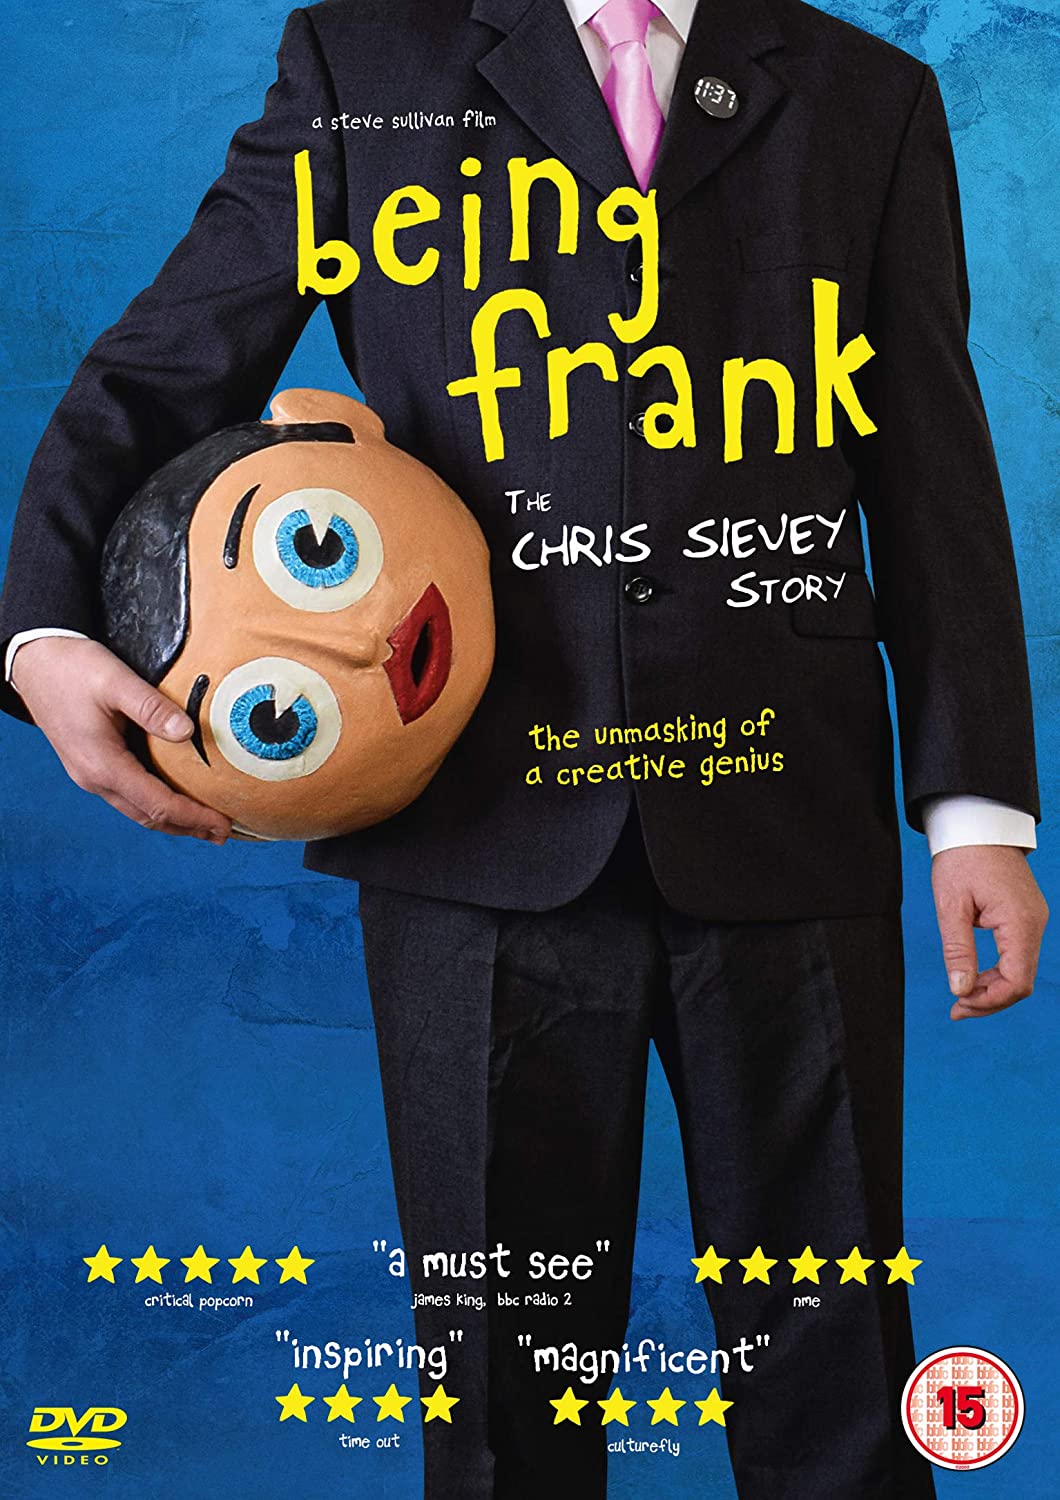 11:37
a steve sullivan film
being
frank
THE
CHRIS SIEVEY
STORY
the unmasking of
a creative genius
"a must see"
critical popcorn
james king, bbc radio 2
nme
"inspiring"
"magnificent"
time out
culturefly
DVD
VIDEO
15